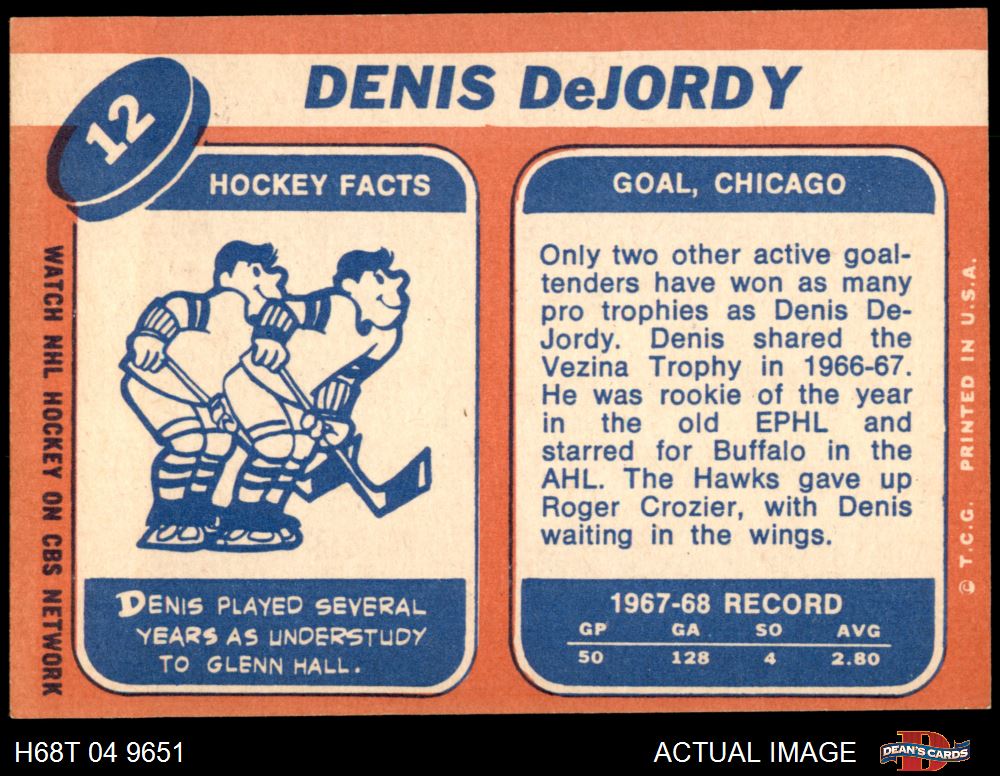 12
DENIS DeJORDY
HOCKEY FACTS
DENIS PLAYED SEVERAL
YEARS AS UNDERSTUDY
TO GLENN HALL.
GOAL, CHICAGO
Only two other active goal-
tenders have won as many
pro trophies as Denis De-
Jordy. Denis shared the
Vezina Trophy in 1966-67.
He was rookie of the year
in the old EPHL and
starred for Buffalo in the
AHL. The Hawks gave up
Roger Crozier, with Denis
waiting in the wings.
1967-68 RECORD
GP GA SO AVG
50 128 4 2.80
WATCH NHL HOCKEY ON CBS NETWORK
© T.C.G. PRINTED IN U.S.A.
H68T 04 9651
ACTUAL IMAGE
DEAN'S CARDS